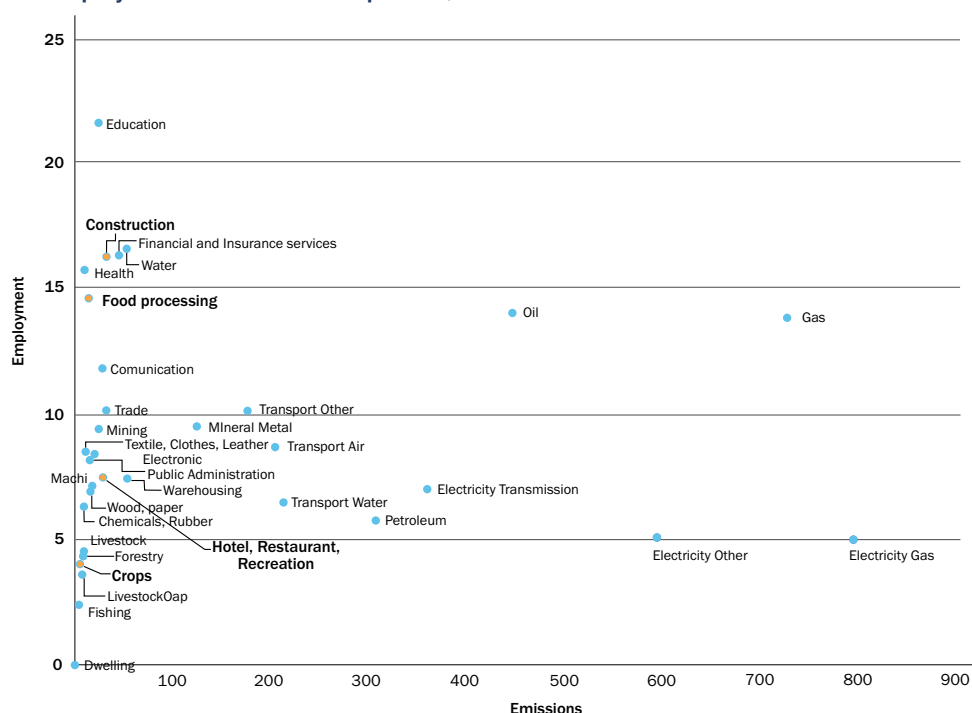 25
Education
20
Construction
Financial and Insurance services
Water
Health
15
Food processing
Oil
Gas
Employment
Comunication
10
Trade
Transport Other
Mining
MIneral Metal
Textile, Clothes, Leather
Transport Air
Electronic
Public Administration
Machi
Warehousing
Electricity Transmission
Transport Water
Wood, paper
Chemicals, Rubber
Petroleum
5
Livestock
Hotel, Restaurant,
Recreation
Forestry
Electricity Other
Electricity Gas
Crops
LivestockOap
Fishing
0
Dwelling
100
200
300
400
500
600
700
800
900
Emissions